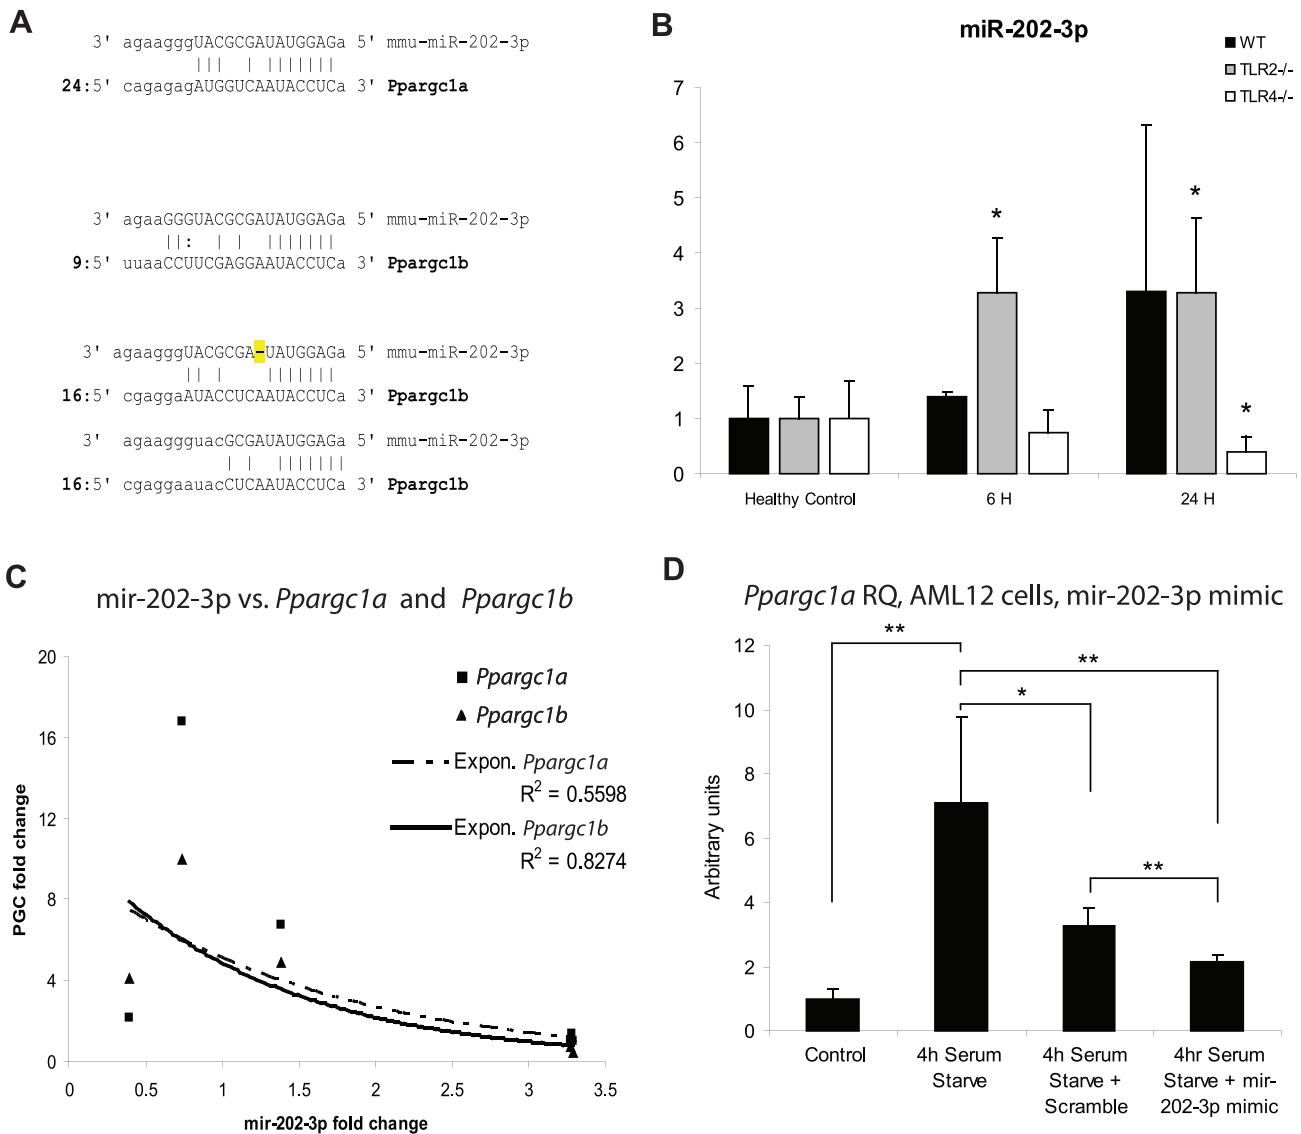 A
3' agaagggUACGCGAUAUGGAGa 5' mmu-miR-202-3p
||| | |||||||
24:5' cagagagAUGGUCAAUACCUCa 3' Ppargc1a
3' agaaGGGUACGCGAUAUGGAGa 5' mmu-miR-202-3p
||: | | |||||||
9:5' uuaaCCUUCGAGGAAUACCUCa 3' Ppargc1b
3' agaagggUACGCGA-UAUGGAGa 5' mmu-miR-202-3p
|| | |||||||
16:5' cgaggaAUACCUCAAUACCUCa 3' Ppargc1b
3' agaaggguacGCGAUAUGGAGa 5' mmu-miR-202-3p
| | |||||||
16:5' cgaggaauacCUCAAUACCUCa 3' Ppargc1b
B
miR-202-3p
WT
TLR2-/-
TLR4-/-
7
6
5
4
3
2
1
0
*
*
*
Healthy Control 6 H 24 H
C
mir-202-3p vs. Ppargc1a and Ppargc1b
Ppargc1a
Ppargc1b
Expon. Ppargc1a
R2 = 0.5598
Expon. Ppargc1b
R2 = 0.8274
PGC fold change
20
16
12
8
4
0
0 0.5 1 1.5 2 2.5 3 3.5
mir-202-3p fold change
D
Ppargc1a RQ, AML12 cells, mir-202-3p mimic
Arbitrary units
12
10
8
6
4
2
0
**
**
*
**
Control
4h Serum
Starve
4h Serum
Starve +
Scramble
4hr Serum
Starve + mir-
202-3p mimic